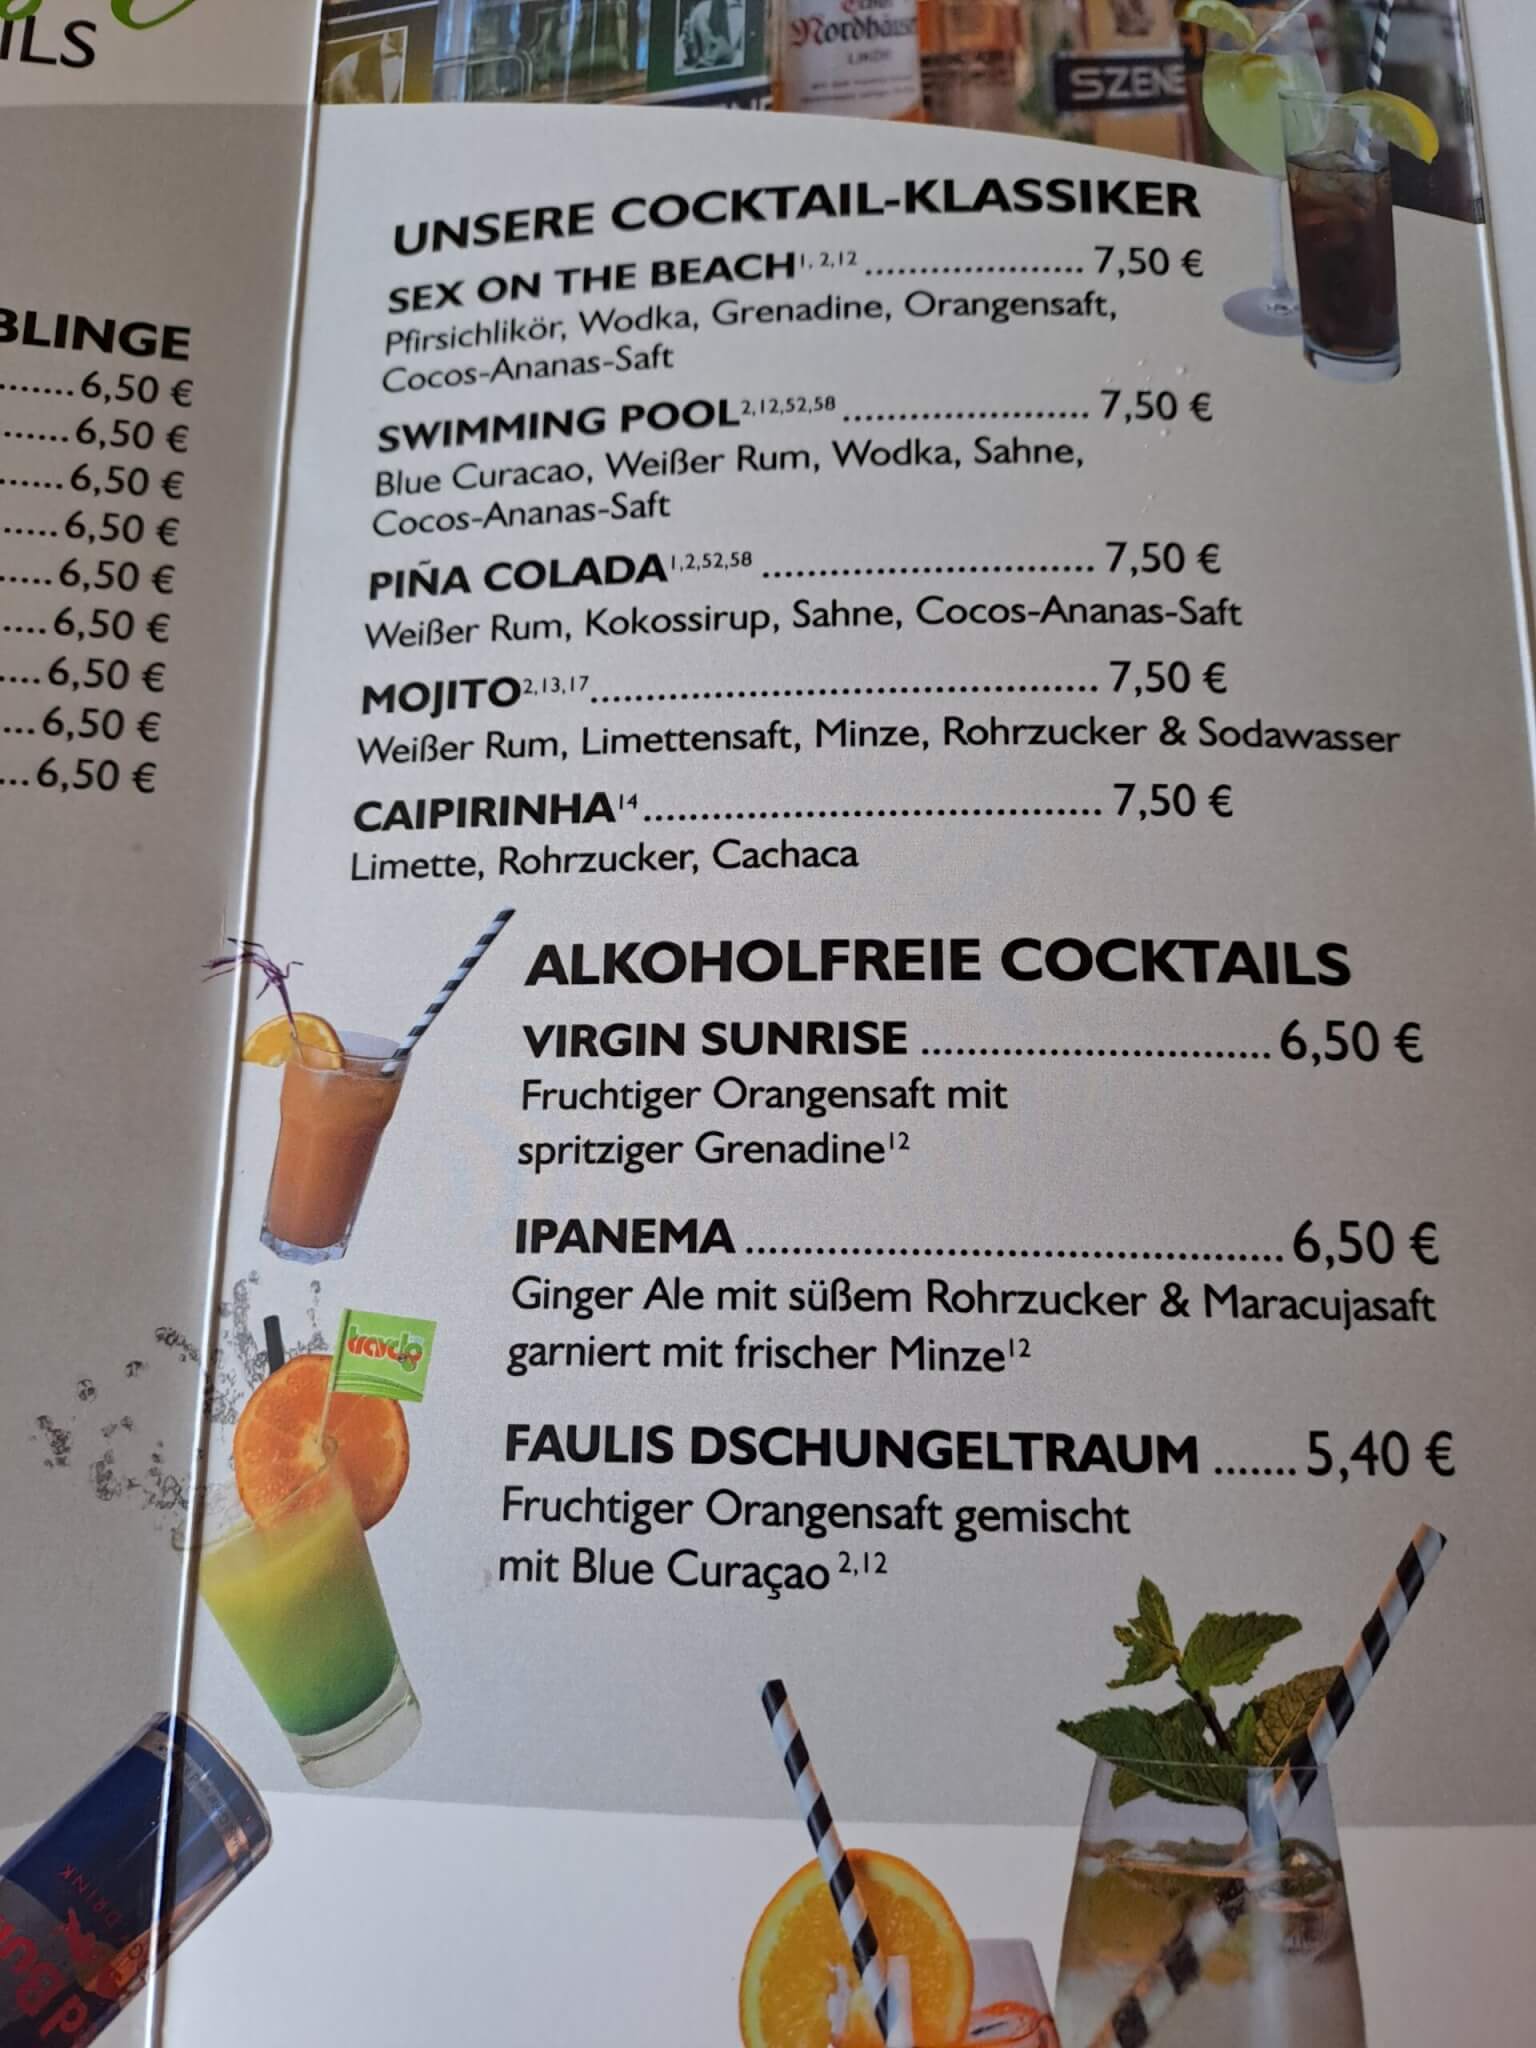 ILS
BLINGE
.......6,50 €
......6,50 €
......6,50 €
.....6,50 €
.....6,50 €
....6,50 €
....6,50 €
...6,50 €
...6,50 €
Nordhäuser
SZENE
UNSERE COCKTAIL-KLASSIKER
SEX ON THE BEACH1, 2,12 .................... 7,50 €
Pfirsichlikör, Wodka, Grenadine, Orangensaft,
Cocos-Ananas-Saft
SWIMMING POOL2,12,52,58 ...................... 7,50 €
Blue Curacao, Weißer Rum, Wodka, Sahne,
Cocos-Ananas-Saft
PIÑA COLADA1,2,52,58 .............................. 7,50 €
Weißer Rum, Kokossirup, Sahne, Cocos-Ananas-Saft
MOJITO2,13,17............................................. 7,50 €
Weißer Rum, Limettensaft, Minze, Rohrzucker & Sodawasser
CAIPIRINHA14......................................... 7,50 €
Limette, Rohrzucker, Cachaca
ALKOHOLFREIE COCKTAILS
VIRGIN SUNRISE ...............................6,50 €
Fruchtiger Orangensaft mit
spritziger Grenadine12
IPANEMA ................................................6,50 €
Ginger Ale mit süßem Rohrzucker & Maracujasaft
garniert mit frischer Minze12
FAULIS DSCHUNGELTRAUM .......5,40 €
Fruchtiger Orangensaft gemischt
mit Blue Curaçao 2,12
DRINK